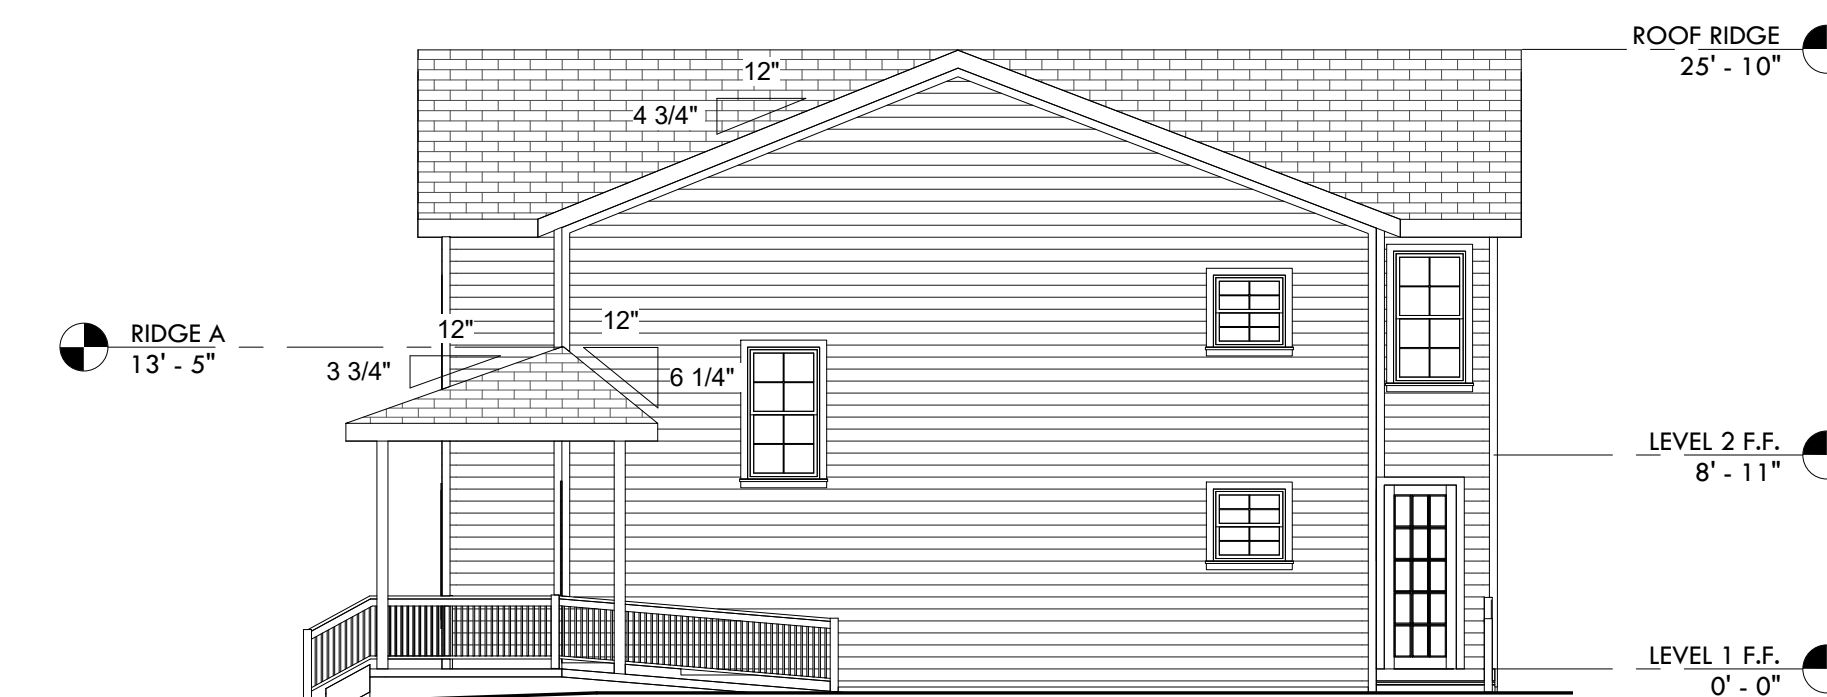 ROOF RIDGE
25' - 10"
12"
4 3/4"
RIDGE A
13' - 5"
12"
12"
3 3/4"
6 1/4"
LEVEL 2 F.F.
8' - 11"
LEVEL 1 F.F.
0' - 0"